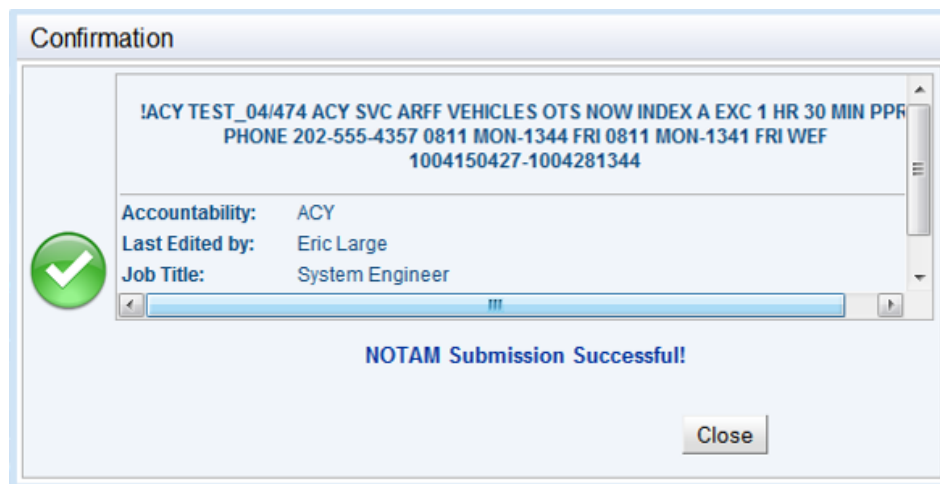 Confirmation
!ACY TEST_04/474 ACY SVC ARFF VEHICLES OTS NOW INDEX A EXC 1 HR 30 MIN PPR
PHONE 202-555-4357 0811 MON-1344 FRI 0811 MON-1341 FRI WEF
1004150427-1004281344
Accountability: ACY
Last Edited by: Eric Large
Job Title: System Engineer
NOTAM Submission Successful!
Close